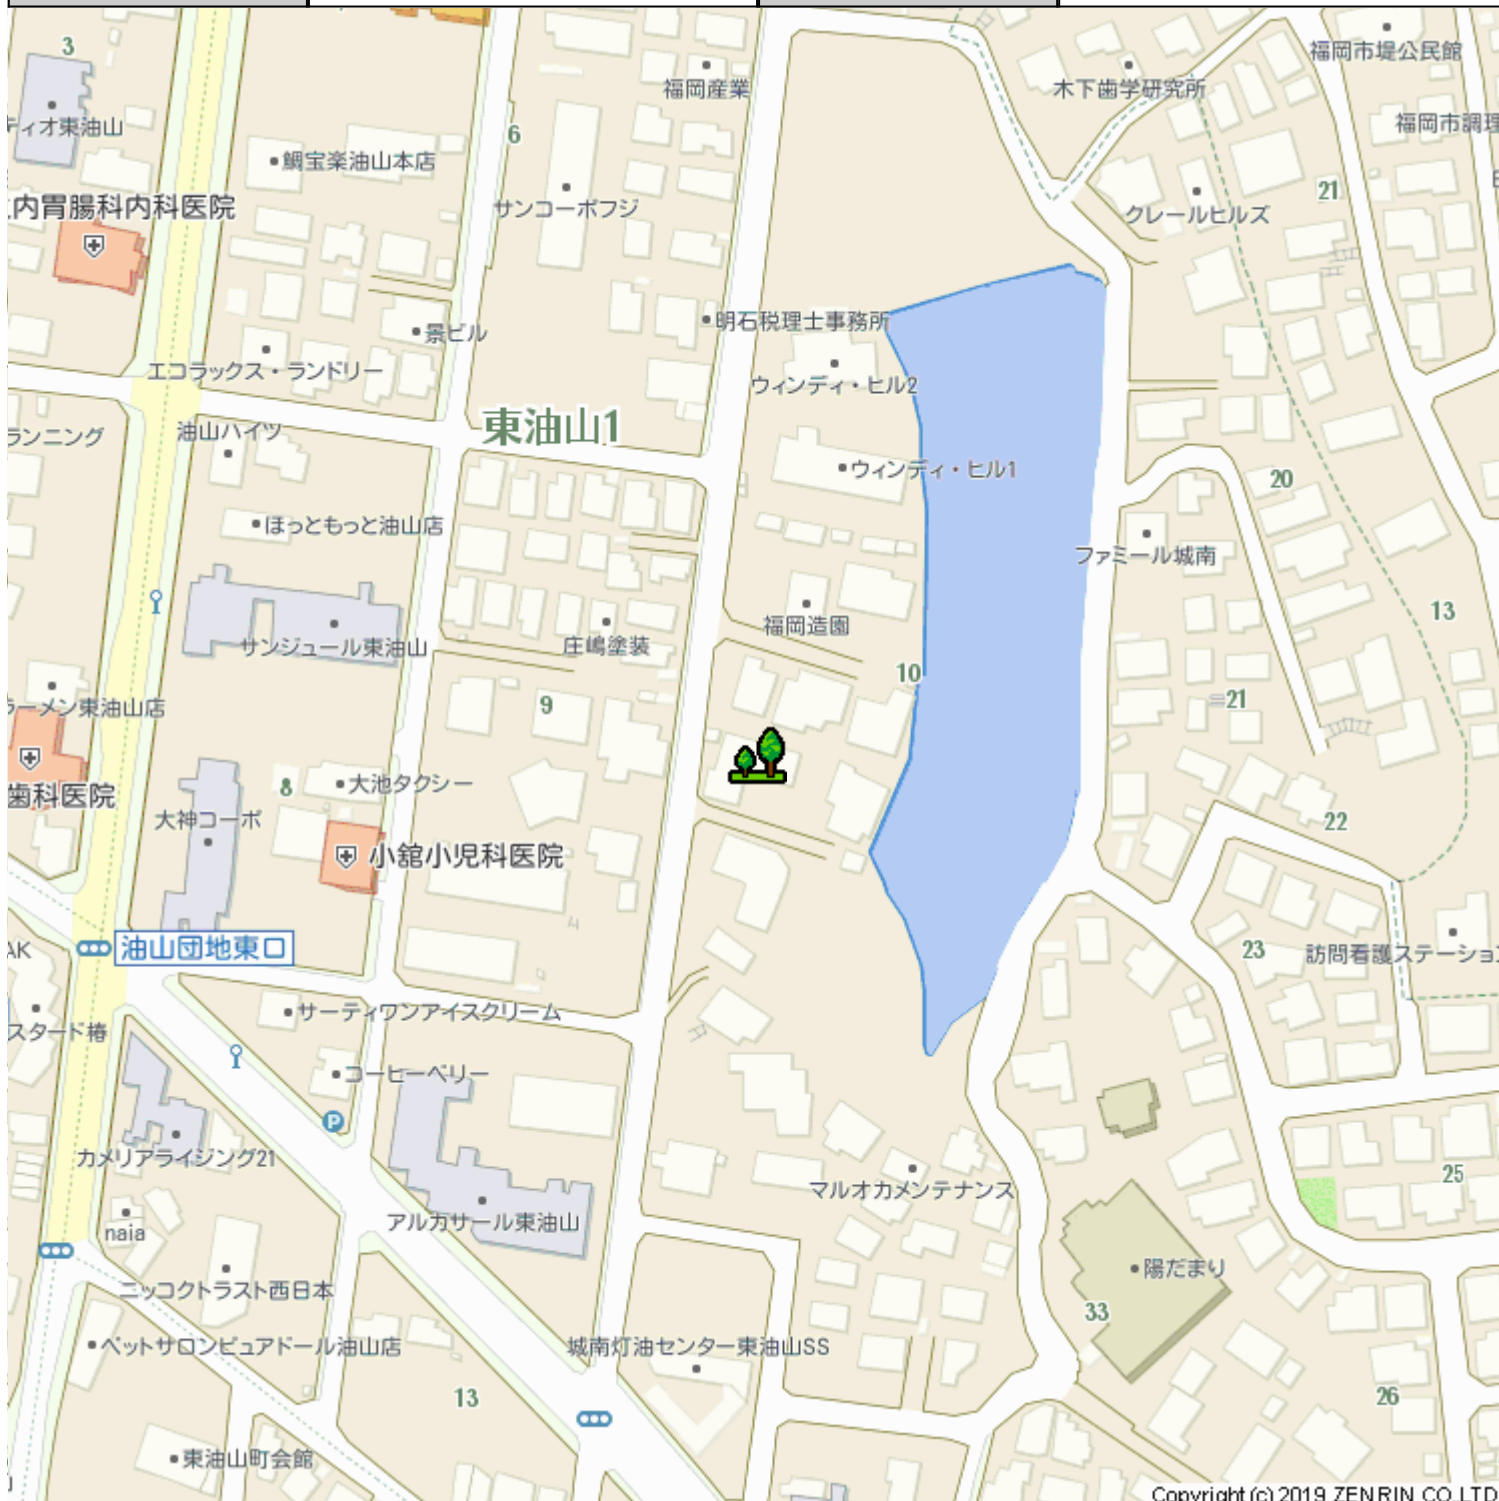 3
福岡市堤公民館
福岡産業
木下歯学研究所
ティオ東油山
6
福岡市調理
鯛宝楽油山本店
内胃腸科内科医院
サンコーポフジ
21
クレールヒルズ
明石税理士事務所
景ビル
エコラックス・ランドリー
ウィンディ・ヒル2
東油山1
油山ハイツ
ランニング
ウィンディ・ヒル1
20
ほっともっと油山店
ファミール城南
13
サンジュール東油山
庄嶋塗装
福岡造園
10
ラーメン東油山店
9
21
8
大池タクシー
歯科医院
大神コーポ
22
小舘小児科医院
AK
油山団地東口
23
訪問看護ステーション
サーティワンアイスクリーム
スタード椿
コーヒーベリー
P
カメリアライジング21
25
マルオカメンテナンス
naia
アルカサール東油山
陽だまり
ニッコクトラスト西日本
33
ペットサロンピュアドール油山店
城南灯油センター東油山SS
13
26
東油山町会館
Copyright (c) 2019 ZENRIN CO.,LTD